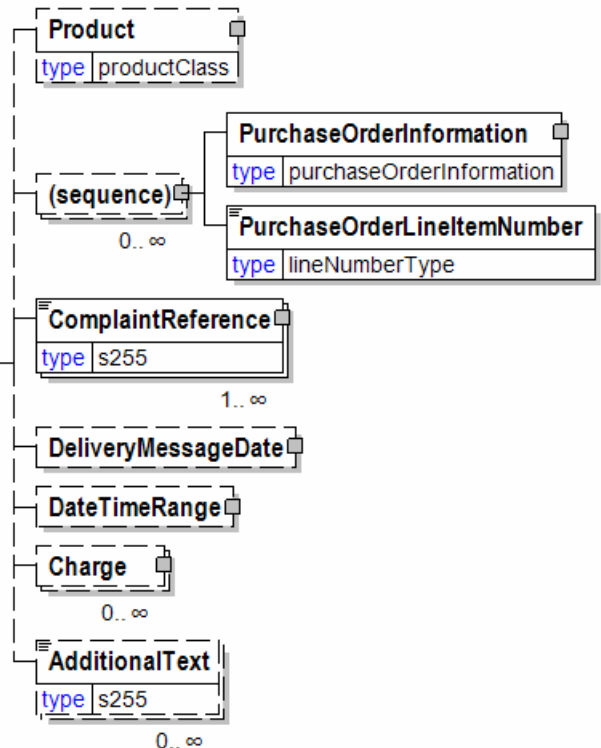 Product
type productClass
PurchaseOrderInformation
type purchaseOrderInformation
(sequence)
0.. ∞
PurchaseOrderLineItemNumber
type lineNumberType
ComplaintReference
type s255
1.. ∞
DeliveryMessageDate
DateTimeRange
Charge
0.. ∞
AdditionalText
type s255
0.. ∞